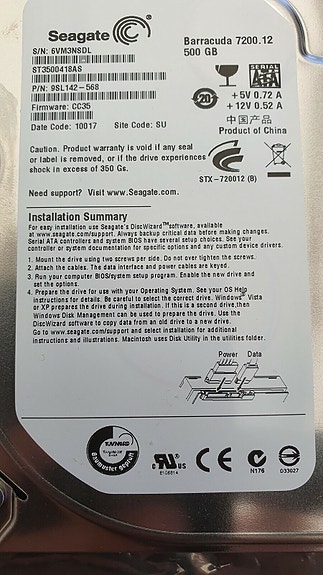 Seagate
Barracuda 7200.12
500 GB
S/N: 6VM3NSDL
ST3500418AS
P/N: 9SL142-568
Firmware: CC35
Date Code: 10017 Site Code: SU
SERIAL
SATA
20
+5V 0.72 A
+12V 0.52 A
中国产品
Product of China
Caution. Product warranty is void if any seal
or label is removed, or if the drive experiences
shock in excess of 350 Gs.
STX-720012 (B)
Need support? Visit www.Seagate.com.
Installation Summary
For easy installation use Seagate's DiscWizard™ software, available
at www.seagate.com/support. Always backup critical data before making changes.
Serial ATA controllers and system BIOS have several setup choices. See your
controller or system documentation for specific options and any custom device drivers.
1. Mount the drive using two screws per side. Do not over tighten the screws.
2. Attach the cables. The data interface and power cables are keyed.
3. Run your computer BIOS/system setup program. Enable the new drive and
set the options.
4. Prepare the drive for use with your Operating System. See your OS Help
instructions for details. Be careful to select the correct drive. Windows® Vista
or XP prepares the drive during installation. If this is a second drive,then
Windows Disk Management can be used to prepare the drive. Use the
DiscWizard software to copy data from an old drive to a new drive.
Go to www.seagate.com/support and select installation for additional
instructions and illustrations. Macintosh uses Disk Utility in the utilities folder.
Power Data
Bauart geprüft
c RU us
CE
N176
D33027